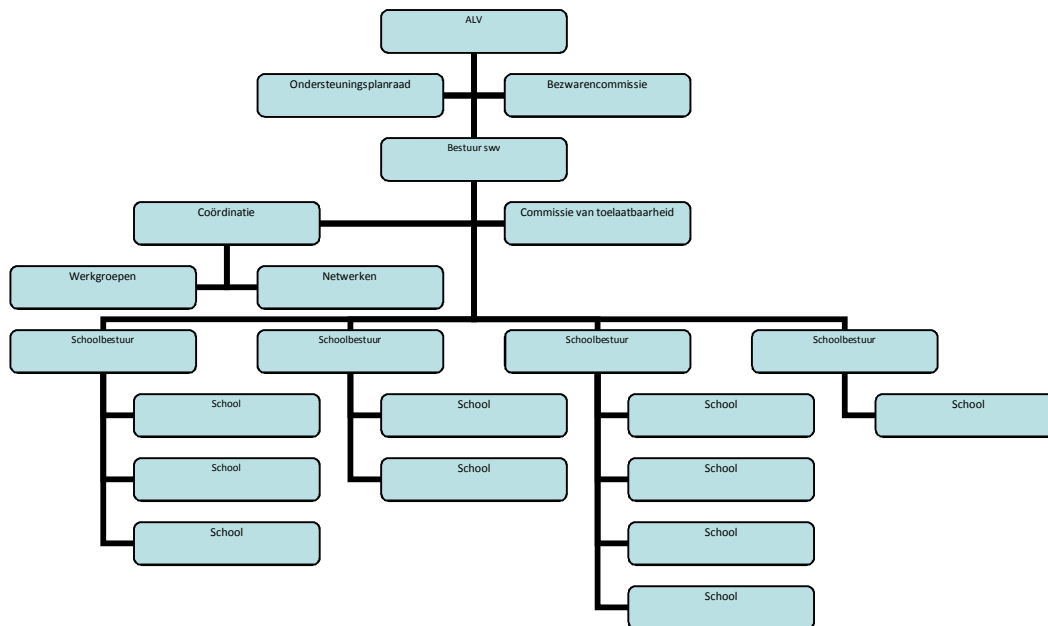 ALV
Ondersteuningsplanraad
Bezwarencommissie
Bestuur swv
Coördinatie
Commissie van toelaatbaarheid
Werkgroepen
Netwerken
Schoolbestuur
Schoolbestuur
Schoolbestuur
Schoolbestuur
School
School
School
School
School
School
School
School
School
School